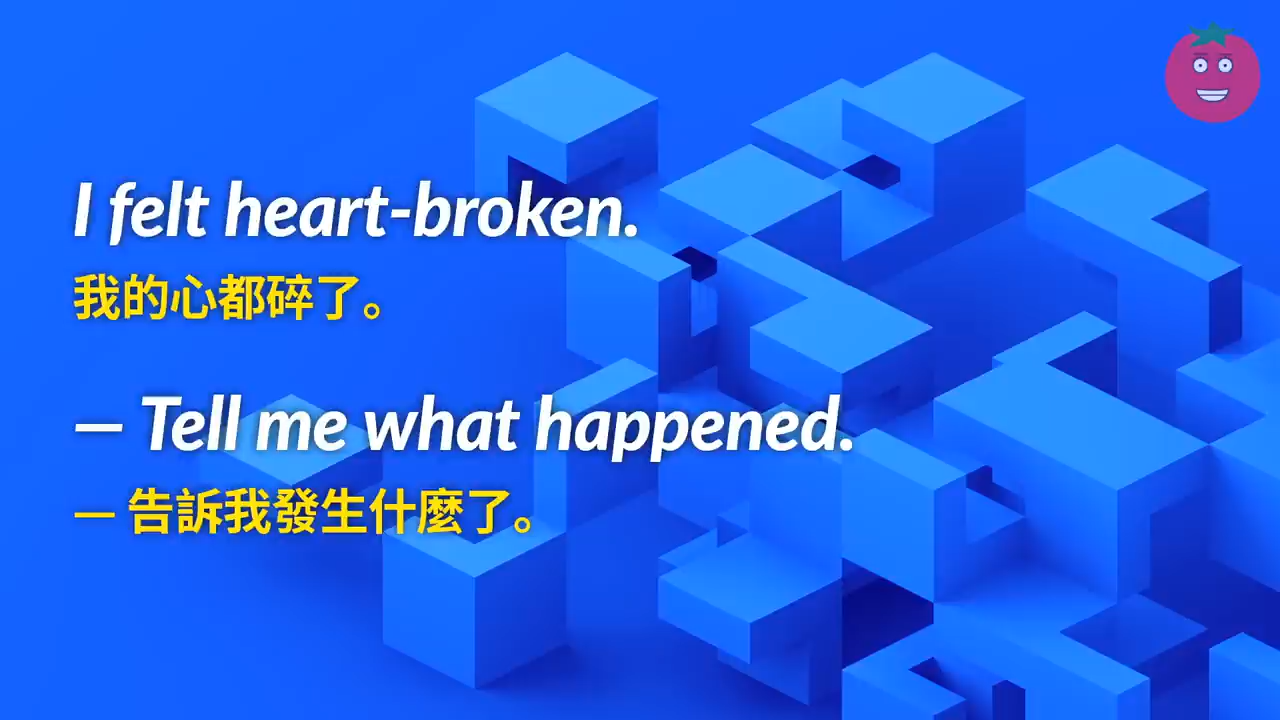 I felt heart-broken.
我的心都碎了。
— Tell me what happened.
— 告訴我發生什麼了。